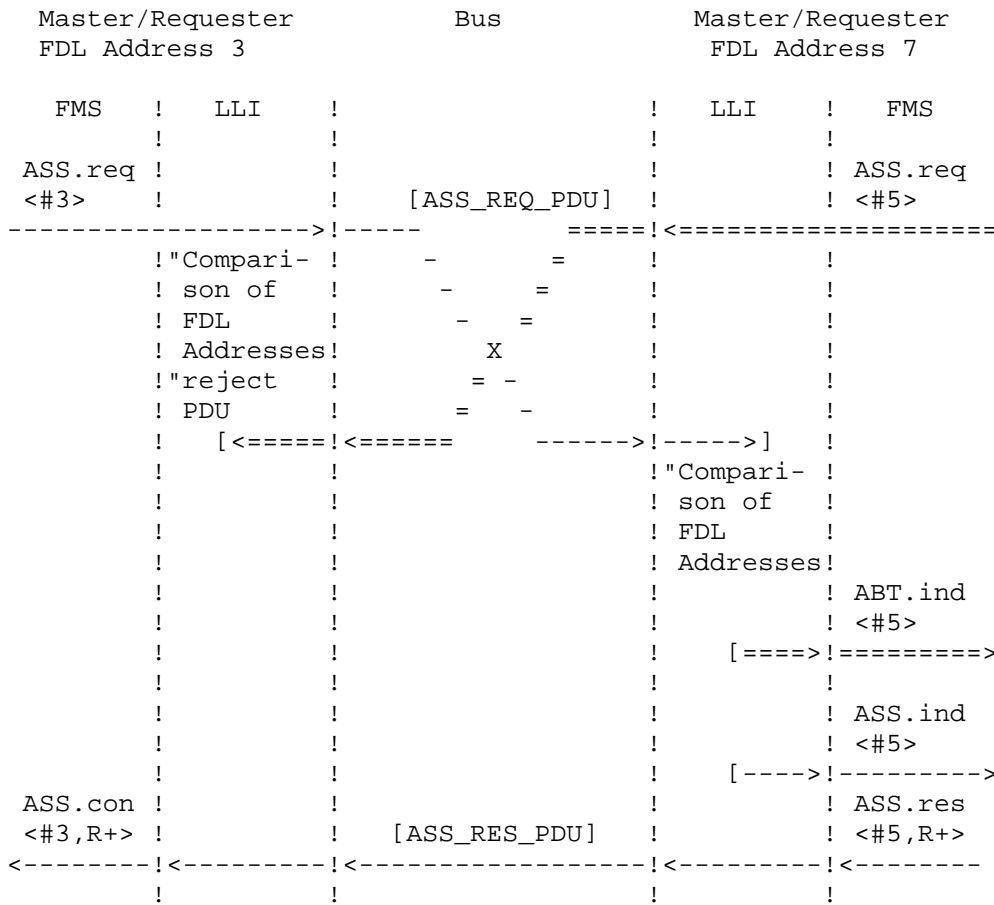 Master/Requester          Bus            Master/Requester
FDL Address 3                             FDL Address 7
   FMS   !   LLI     !                   !   LLI     !   FMS
         !           !                   !           !
 ASS.req !           !                   !           ! ASS.req
 <#3>    !           !    [ASS_REQ_PDU]  !           ! <#5>
------------------->!-----         =====!<====================
         !"Compari-  !     -       =     !           !
         ! son of    !      -     =      !           !
         ! FDL       !       -   =       !           !
         ! Addresses!         X         !           !
         !"reject    !        = -        !           !
         ! PDU       !       =   -       !           !
         !   [<=====!<======     ------>!----->]    !
         !           !                   !"Compari-  !
         !           !                   ! son of    !
         !           !                   ! FDL       !
         !           !                   ! Addresses!
         !           !                   !           ! ABT.ind
         !           !                   !           ! <#5>
         !           !                   !    [====>!=========>
         !           !                   !           !
         !           !                   !           ! ASS.ind
         !           !                   !           ! <#5>
         !           !                   !    [---->!--------->
 ASS.con !           !                   !           ! ASS.res
 <#3,R+> !           !   [ASS_RES_PDU]   !           ! <#5,R+>
<--------!<---------!<------------------!<---------!<--------
         !           !                   !           !